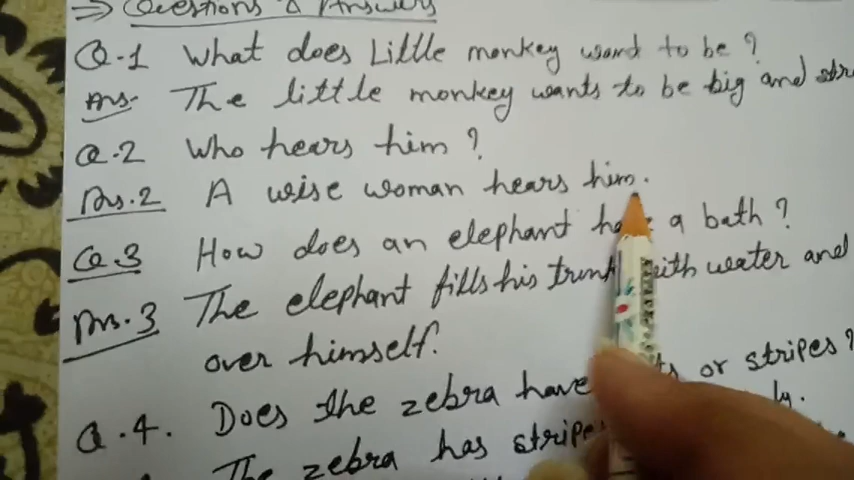 ⇒ Questions & Answers
Q.1 What does Little monkey want to be?
Ans- The little monkey wants to be big and
Q.2 Who hears him?
Ans.2 A wise woman hears him.
Q.3 How does an elephant have a bath?
Ans.3 The elephant fills his trunk with water and
over himself.
Q.4. Does the zebra have or stripes?
The zebra has